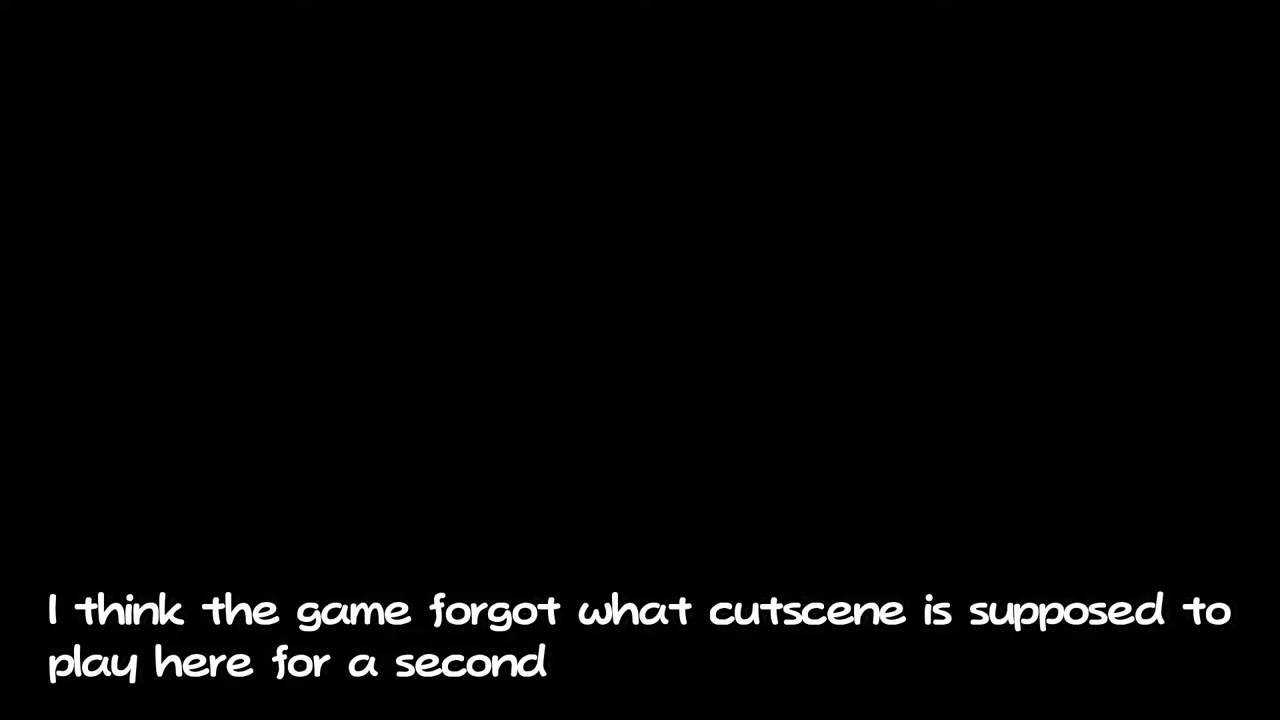 I think the game forgot what cutscene is supposed to
play here for a second